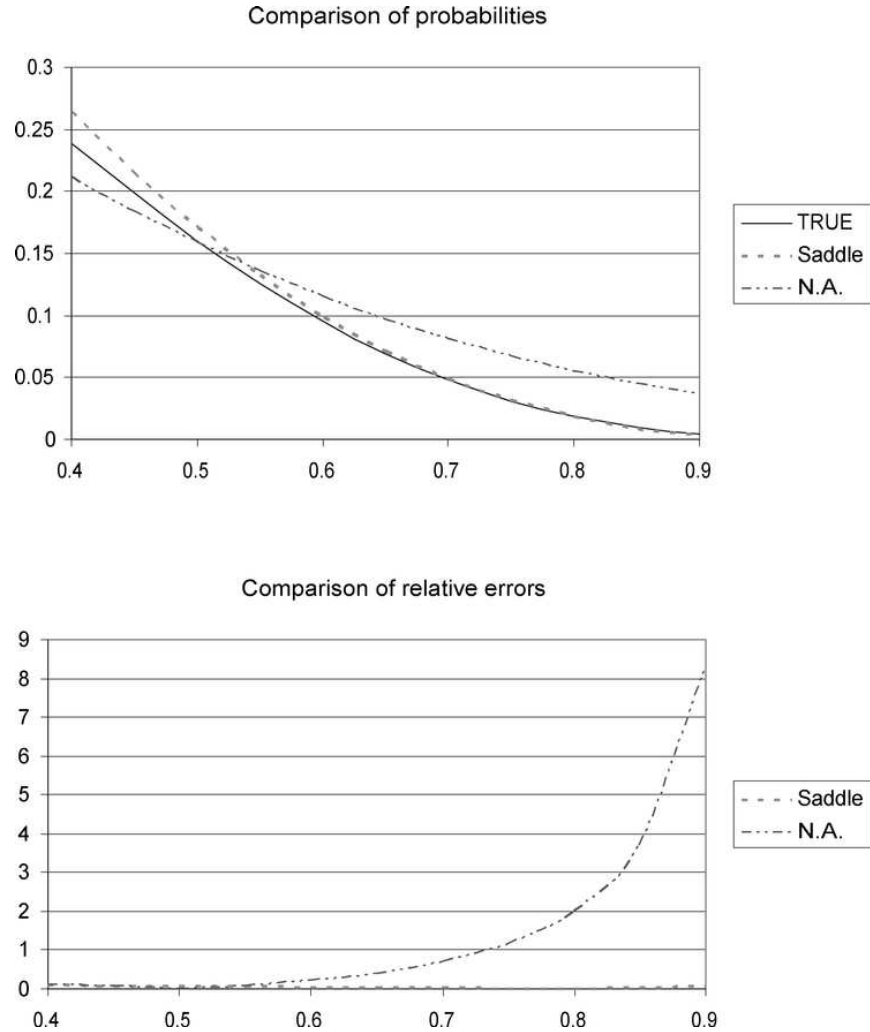 Comparison of probabilities
0.3
0.25
0.2
0.15
0.1
0.05
0
0.4 0.5 0.6 0.7 0.8 0.9
TRUE
Saddle
N.A.
Comparison of relative errors
9
8
7
6
5
4
3
2
1
0
0.4 0.5 0.6 0.7 0.8 0.9
Saddle
N.A.